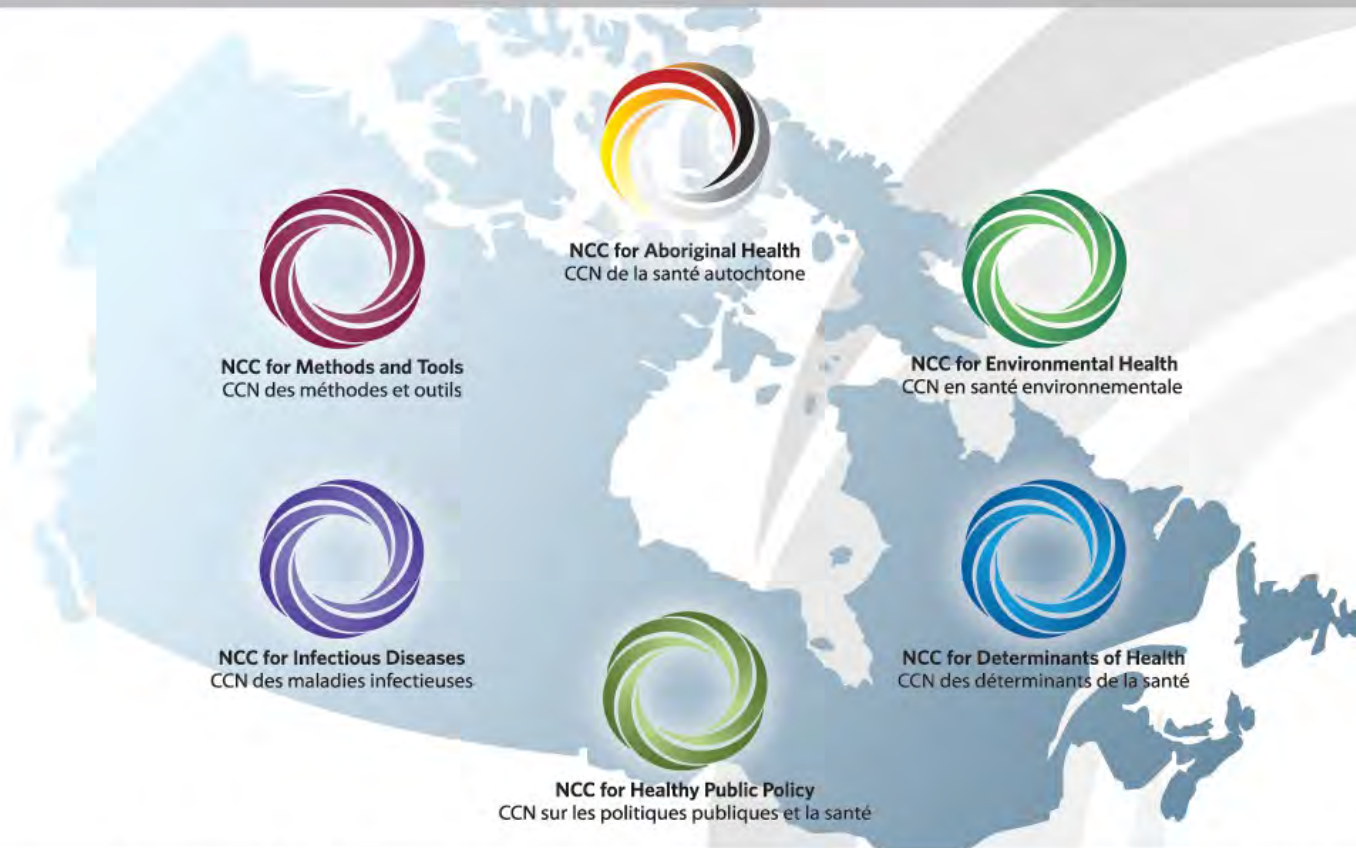 NCC for Aboriginal Health
CCN de la santé autochtone
NCC for Methods and Tools
CCN des méthodes et outils
NCC for Environmental Health
CCN en santé environnementale
NCC for Infectious Diseases
CCN des maladies infectieuses
NCC for Determinants of Health
CCN des déterminants de la santé
NCC for Healthy Public Policy
CCN sur les politiques publiques et la santé